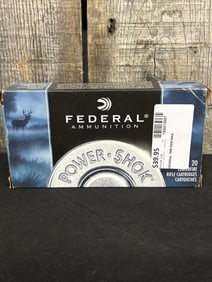 FEDERAL
AMMUNITION
POWER·SHOK
$39.95
20
RIFLE CARTRIDGES
CARTOUCHES